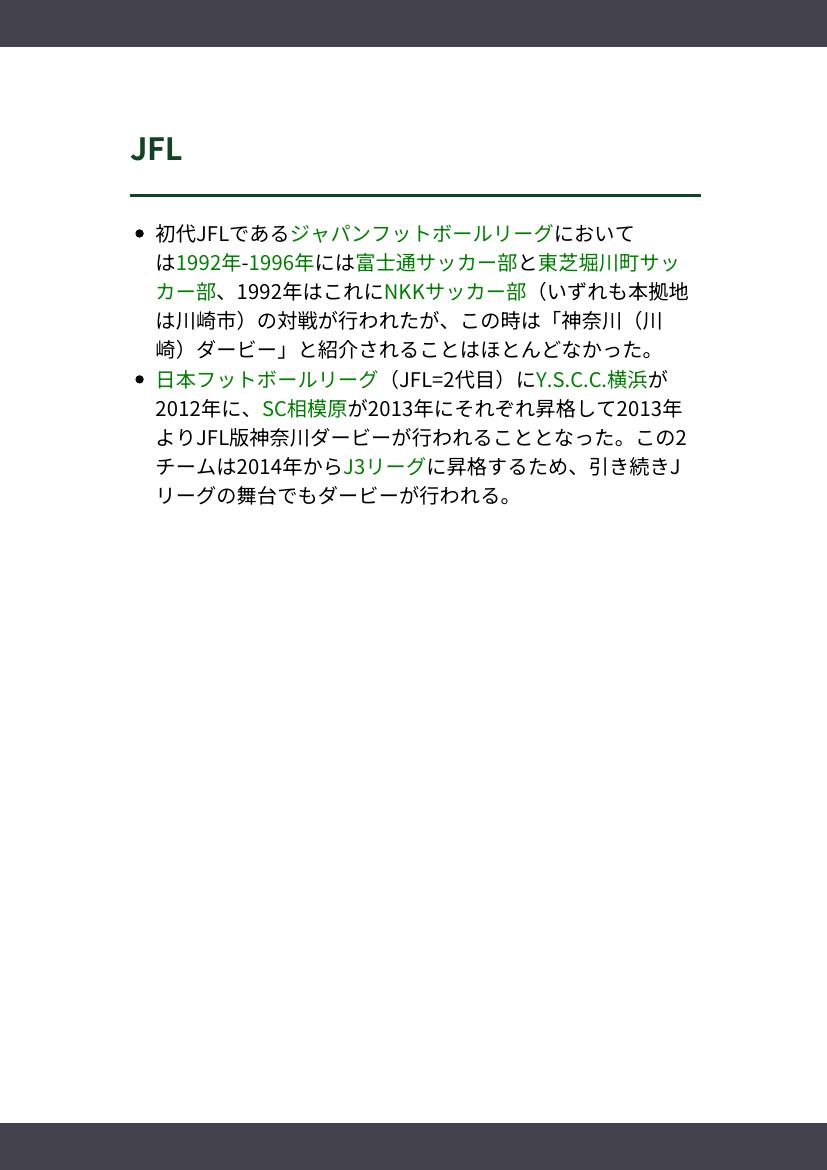 JFL
初代JFLであるジャパンフットボールリーグにおいて
は1992年-1996年には富士通サッカー部と東芝堀川町サッ
カー部、1992年はこれにNKKサッカー部（いずれも本拠地
は川崎市）の対戦が行われたが、この時は「神奈川（川
崎）ダービー」と紹介されることはほとんどなかった。
日本フットボールリーグ（JFL=2代目）にY.S.C.C.横浜が
2012年に、SC相模原が2013年にそれぞれ昇格して2013年
よりJFL版神奈川ダービーが行われることとなった。この2
チームは2014年からJ3リーグに昇格するため、引き続きJ
リーグの舞台でもダービーが行われる。